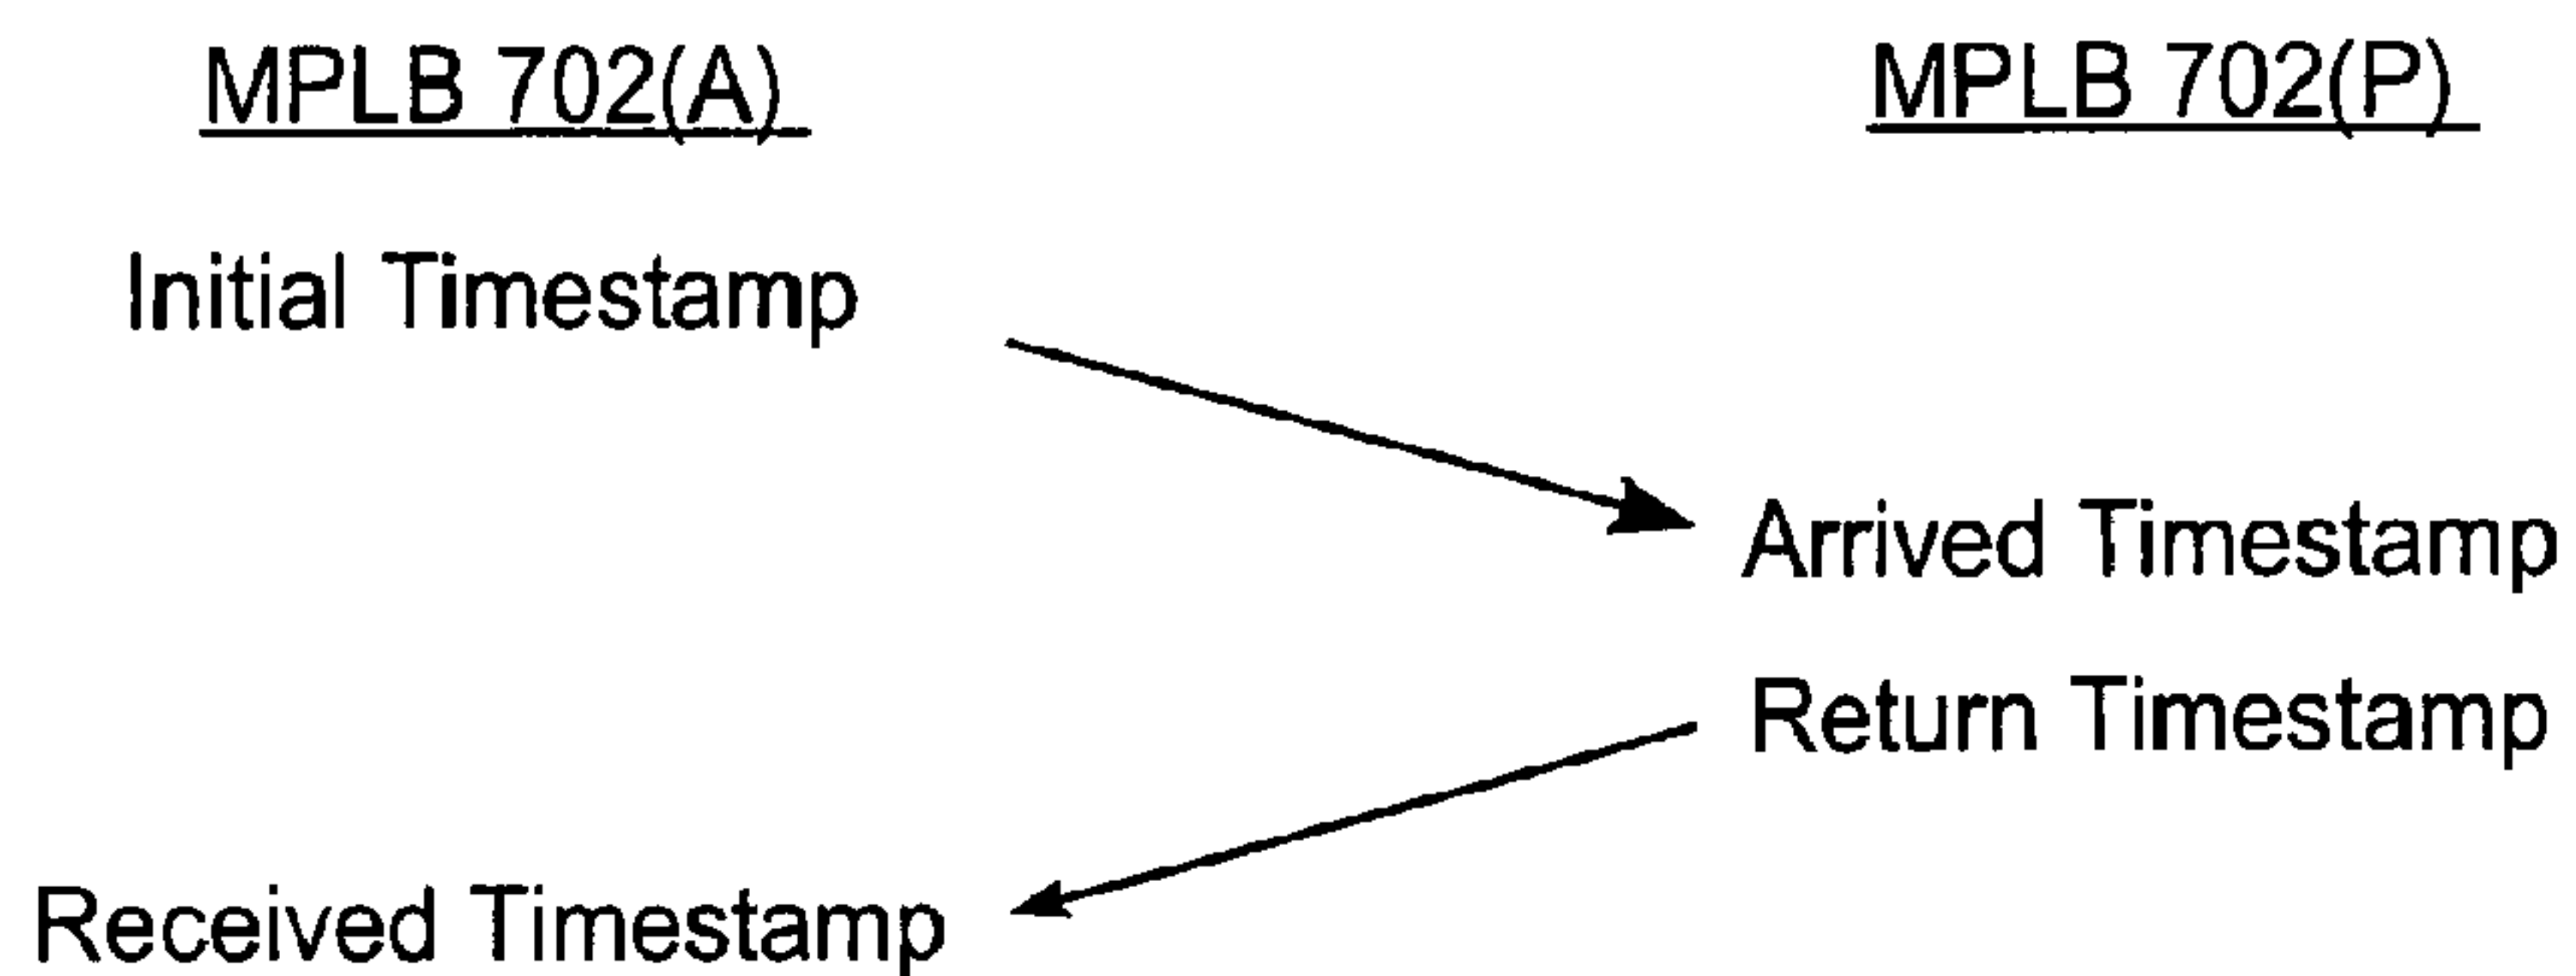 MPLB 702(A)
MPLB 702(P)
Initial Timestamp
Arrived Timestamp
Return Timestamp
Received Timestamp